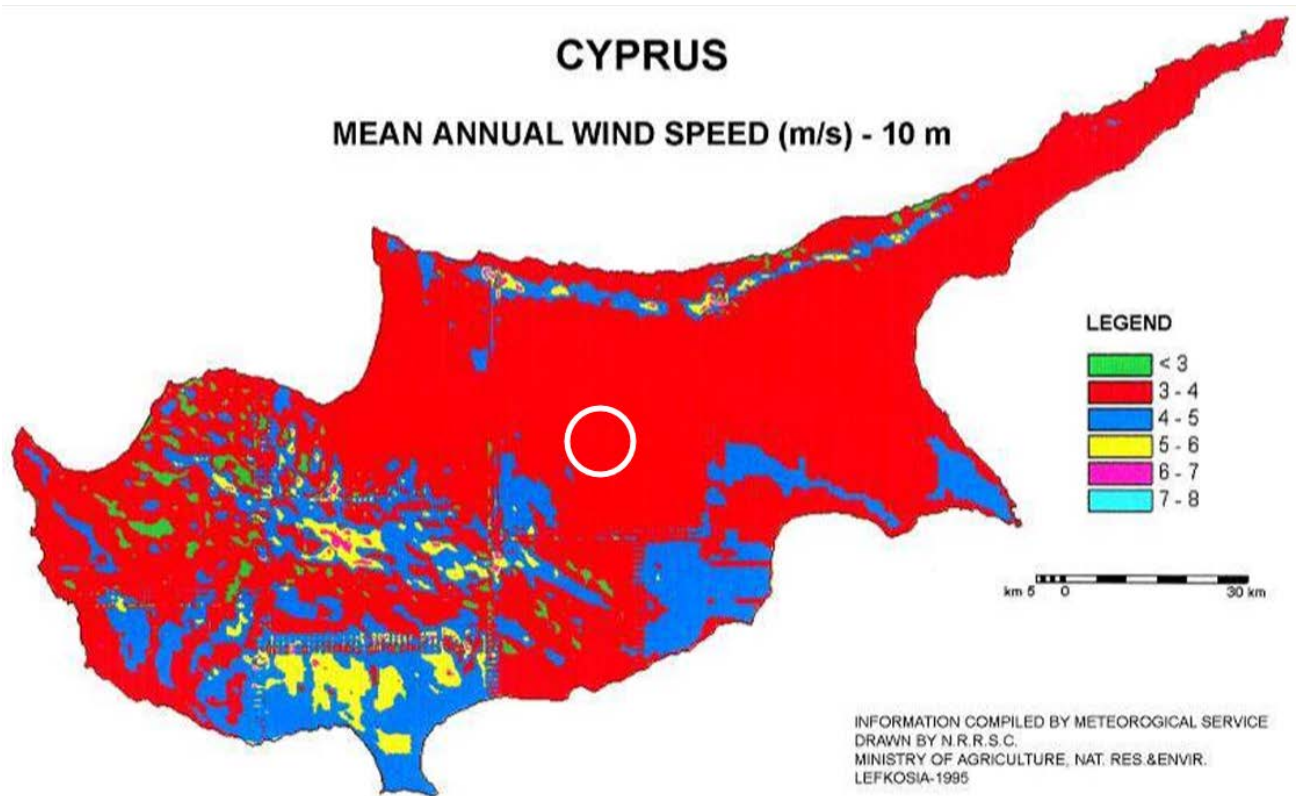 CYPRUS
MEAN ANNUAL WIND SPEED (m/s) - 10 m
LEGEND
< 3
3 - 4
4 - 5
5 - 6
6 - 7
7 - 8
km 5 0 30 km
INFORMATION COMPILED BY METEOROGICAL SERVICE
DRAWN BY N.R.R.S.C.
MINISTRY OF AGRICULTURE, NAT. RES.&ENVIR.
LEFKOSIA-1995